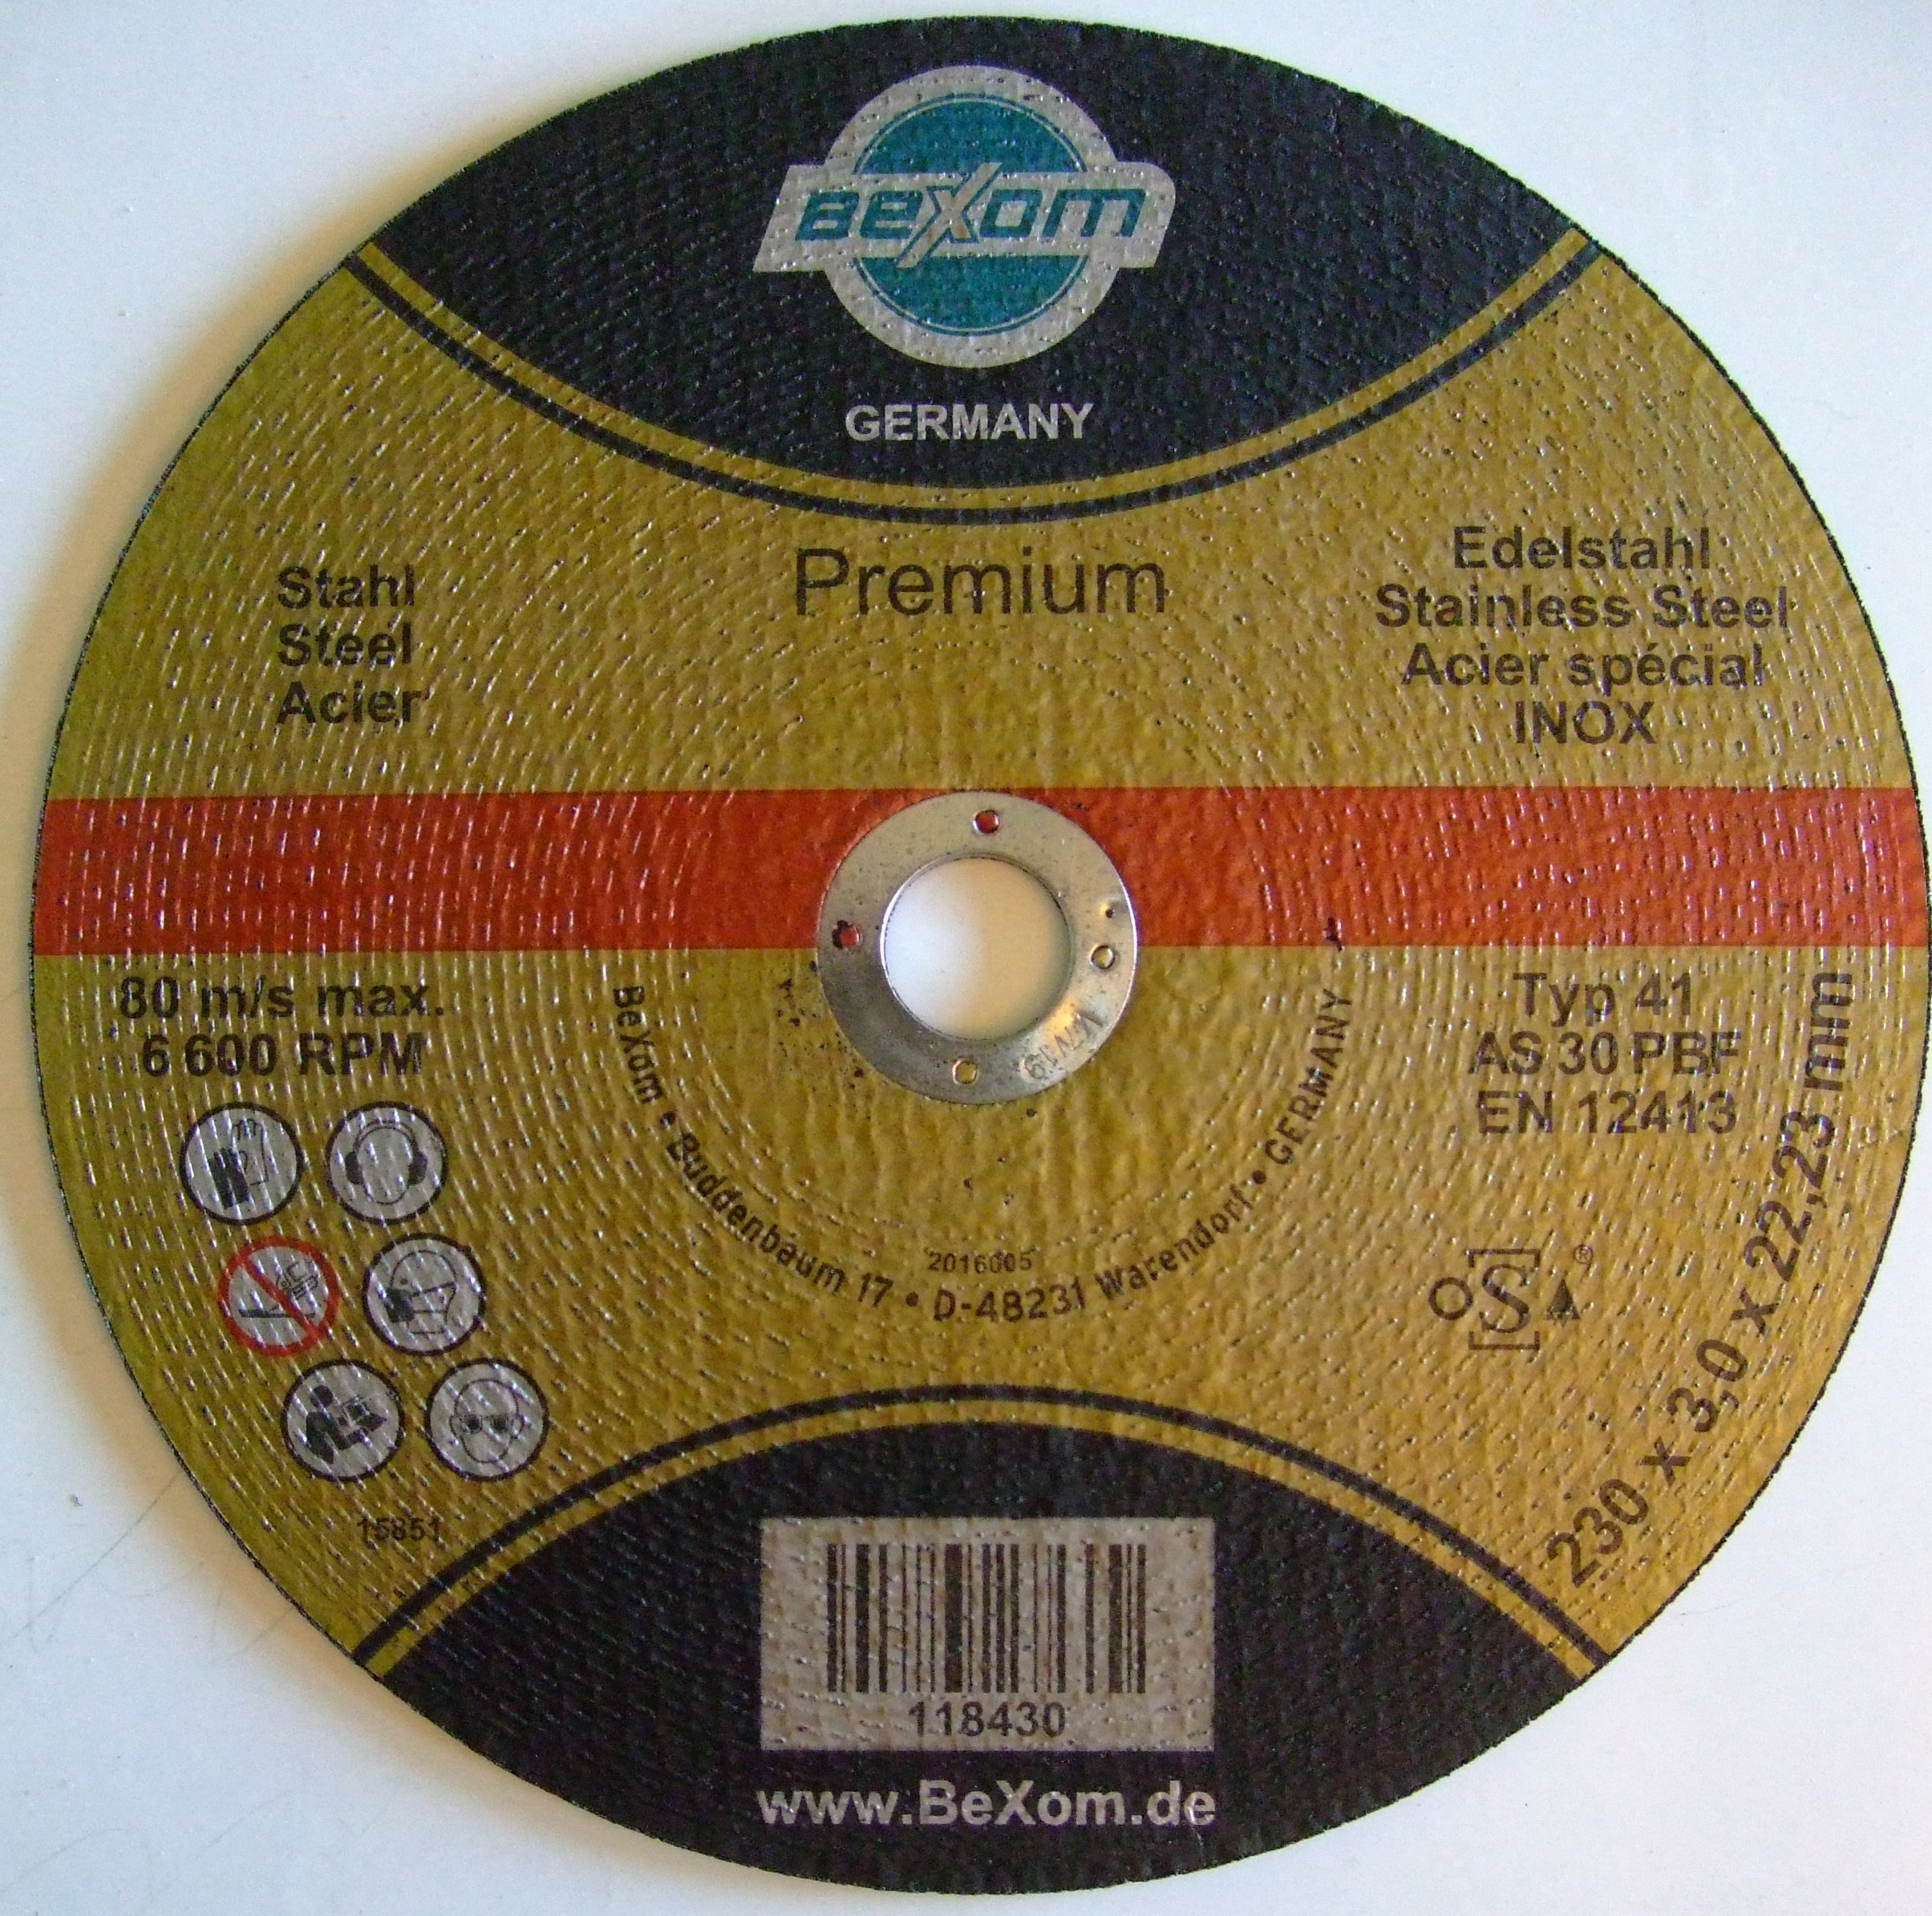 BeXom
GERMANY
Premium
Stahl
Steel
Acier
Edelstahl
Stainless Steel
Acier spécial
INOX
80 m/s max.
6 600 RPM
Typ 41
AS 30 PBF
EN 12413
V 19
BeXom • Buddenbaum 17 • D-48231 Warendorf • GERMANY
2016005
oSa®
230 x 3,0 x 22,23 mm
15851
118430
www.BeXom.de